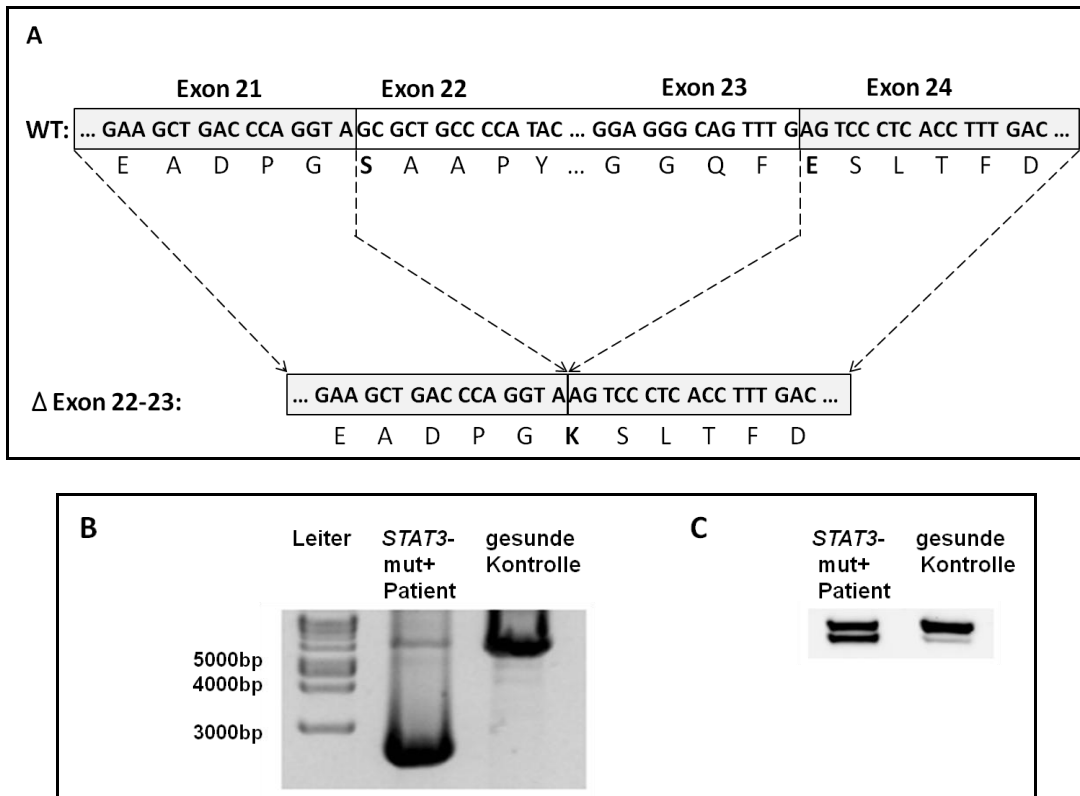 A
Exon 21 Exon 22 Exon 23 Exon 24
WT: ... GAA GCT GAC CCA GGT A GC GCT GCC CCA TAC ... GGA GGG CAG TTT G AG TCC CTC ACC TTT GAC ...
E A D P G S A A P Y ... G G Q F E S L T F D
Δ Exon 22-23: ... GAA GCT GAC CCA GGT A AG TCC CTC ACC TTT GAC ...
E A D P G K S L T F D
B
Leiter
STAT3-
mut+
Patient
gesunde
Kontrolle
5000bp
4000bp
3000bp
C
STAT3-
mut+
Patient
gesunde
Kontrolle